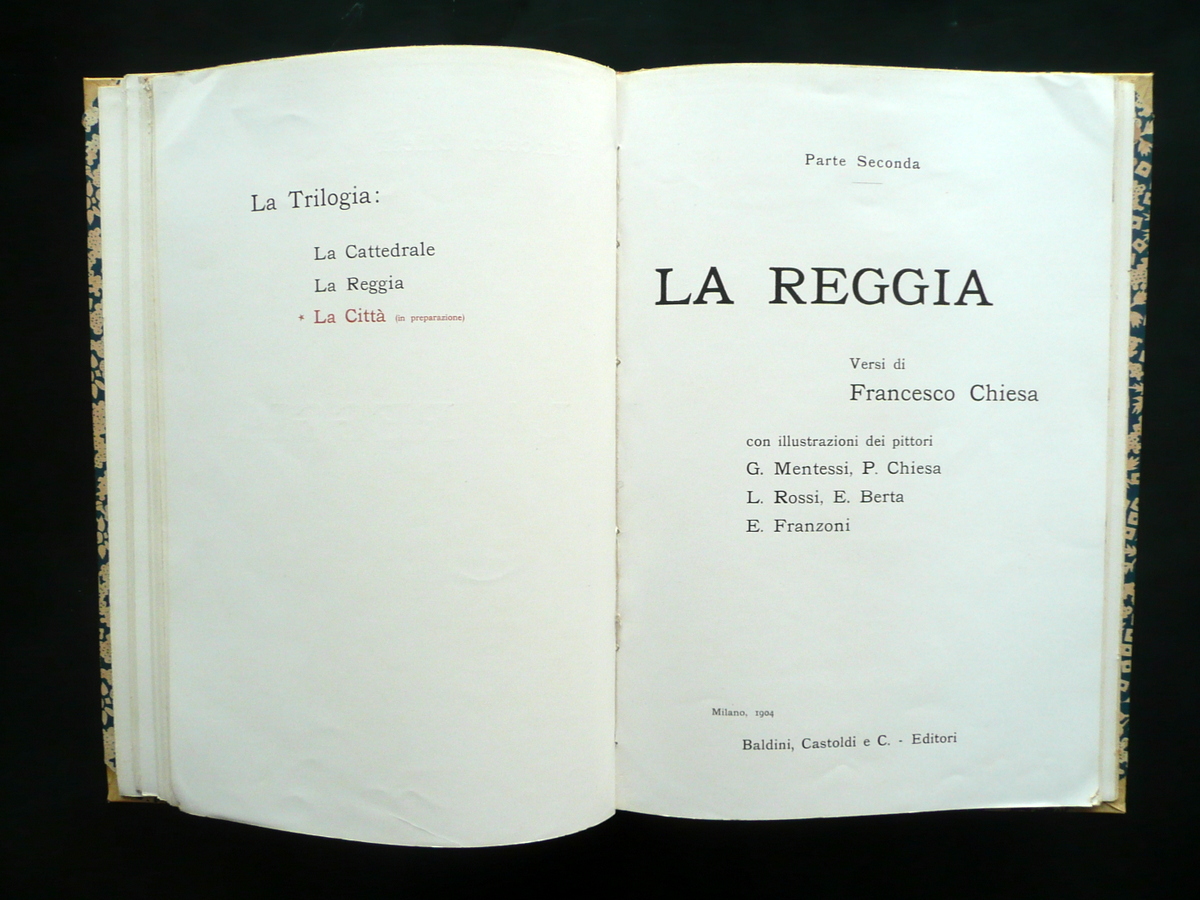 La Trilogia:
La Cattedrale
La Reggia
* La Città (in preparazione)
Parte Seconda
LA REGGIA
Versi di
Francesco Chiesa
con illustrazioni dei pittori
G. Mentessi, P. Chiesa
L. Rossi, E. Berta
E. Franzoni
Milano, 1904
Baldini, Castoldi e C. - Editori